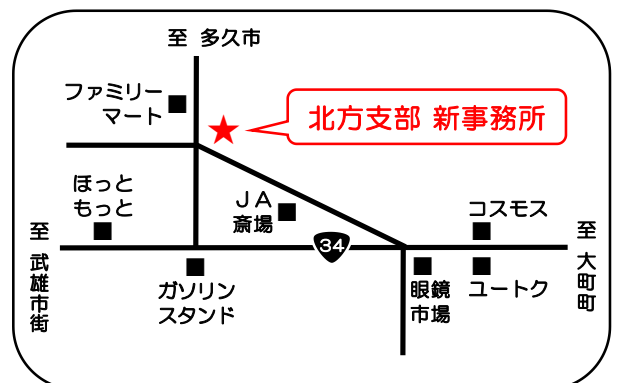 至 多久市
ファミリー
マート
北方支部 新事務所
ほっと
もっと
JA
斎場
コスモス
至 武雄市街
34
至 大町町
ガソリン
スタンド
眼鏡
市場
ユートク